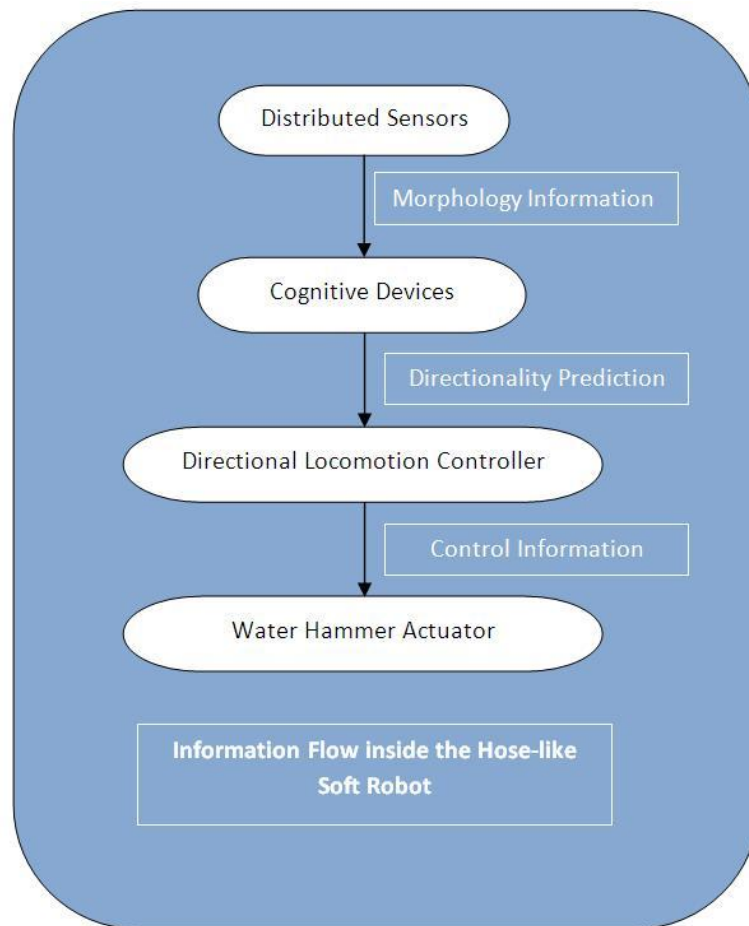 Distributed Sensors
Morphology Information
Cognitive Devices
Directionality Prediction
Directional Locomotion Controller
Control Information
Water Hammer Actuator
Information Flow inside the Hose-like
Soft Robot